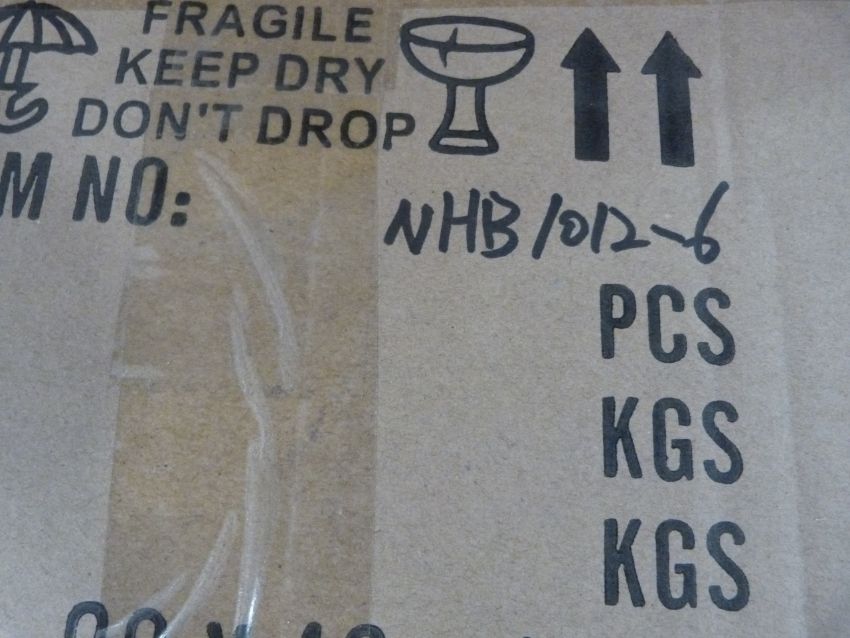 FRAGILE
KEEP DRY
DON'T DROP
M NO: NHB1012-6
PCS
KGS
KGS